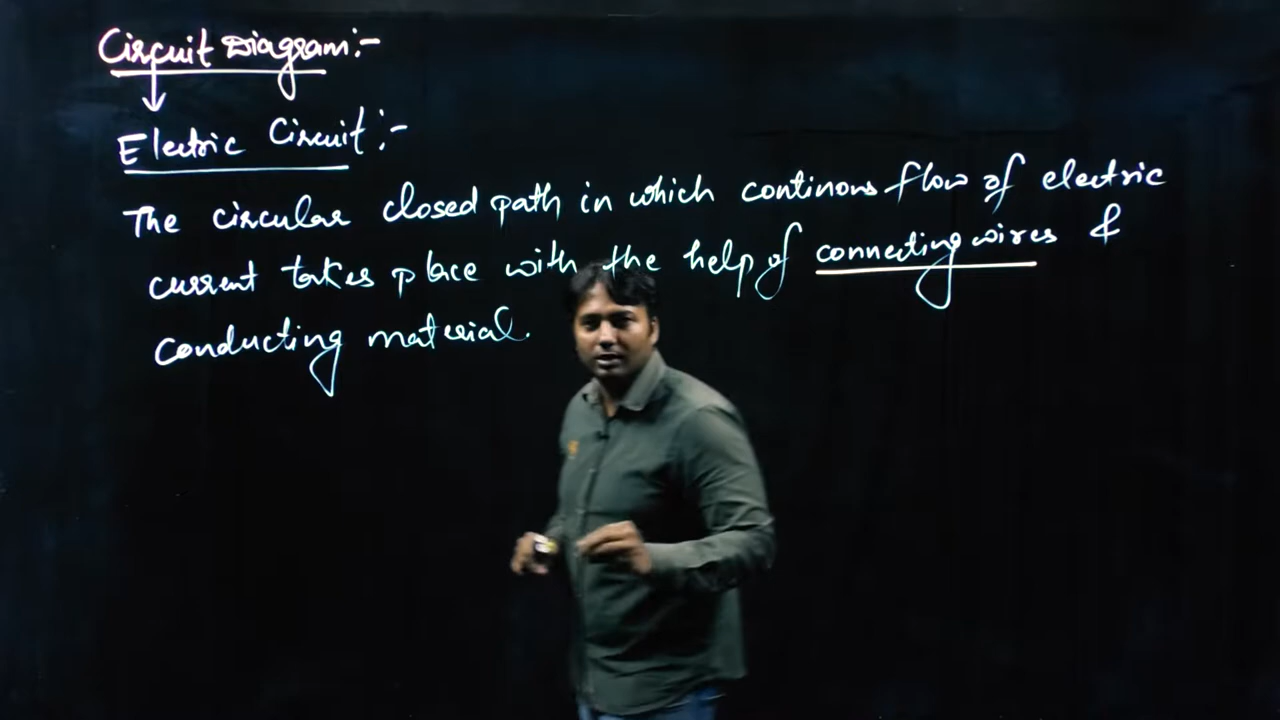 Circuit Diagram:-
Electric Circuit:-
The circular closed path in which continous flow of electric
current takes place with the help of connecting wires &
conducting material.